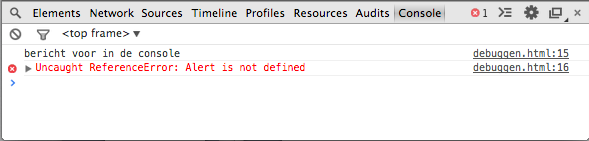 Elements Network Sources Timeline Profiles Resources Audits Console 1
<top frame> ▼
bericht voor in de console debuggen.html:15
▶ Uncaught ReferenceError: Alert is not defined debuggen.html:16
>